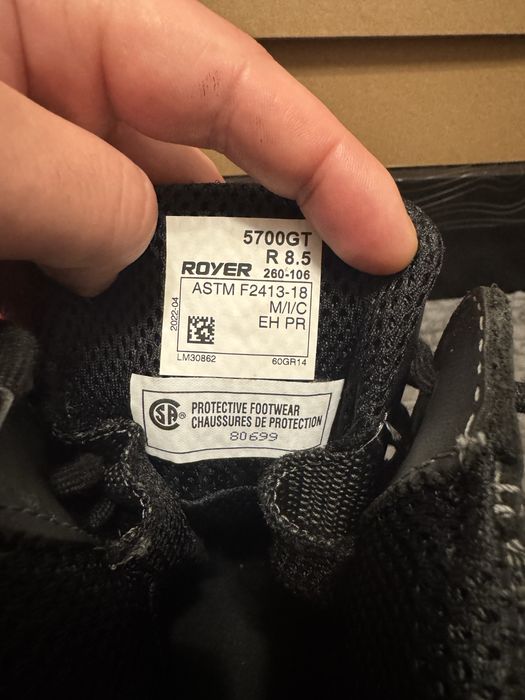 5700GT
R 8.5
ROYER 260-106
ASTM F2413-18
M/I/C
EH PR
2022-04
LM30862 60GR14
CSA ® PROTECTIVE FOOTWEAR
CHAUSSURES DE PROTECTION
80699